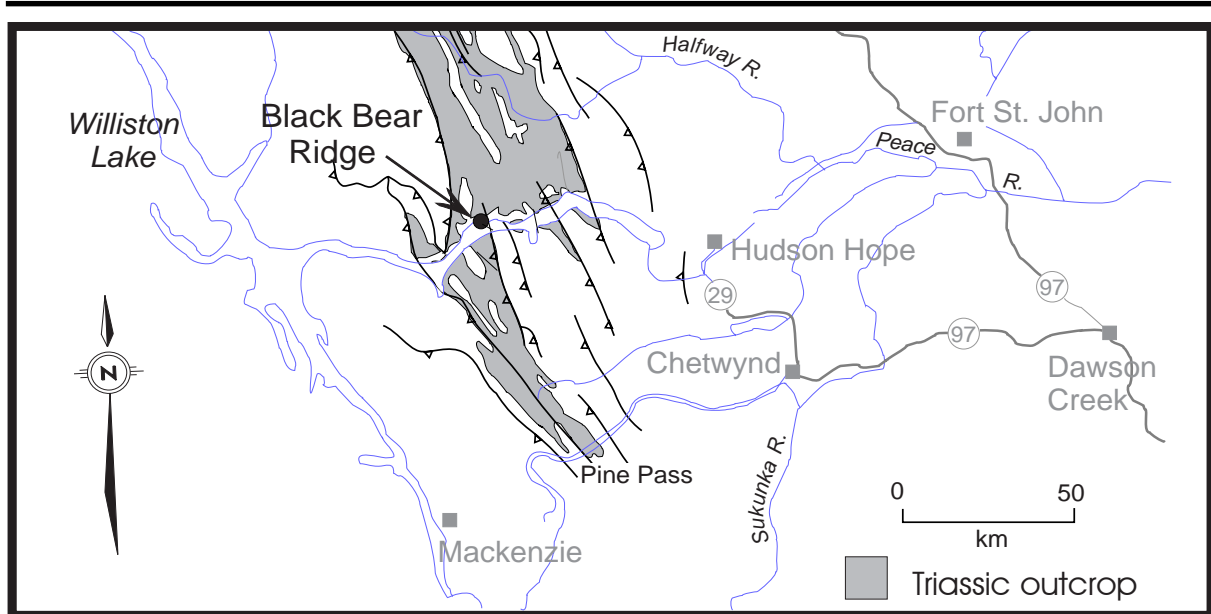 Halfway R.
Williston
Lake
Black Bear
Ridge
Fort St. John
Peace
R.
Hudson Hope
29
97
97
Chetwynd
Dawson
Creek
N
Pine Pass
Sukunka R.
0 50
km
Mackenzie
Triassic outcrop